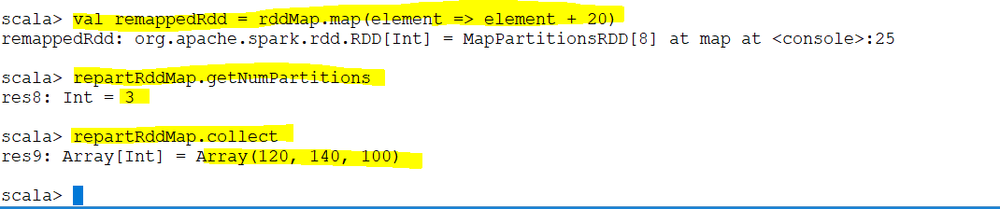 scala> val remappedRdd = rddMap.map(element => element + 20)
remappedRdd: org.apache.spark.rdd.RDD[Int] = MapPartitionsRDD[8] at map at <console>:25
scala> repartRddMap.getNumPartitions
res8: Int = 3
scala> repartRddMap.collect
res9: Array[Int] = Array(120, 140, 100)
scala>